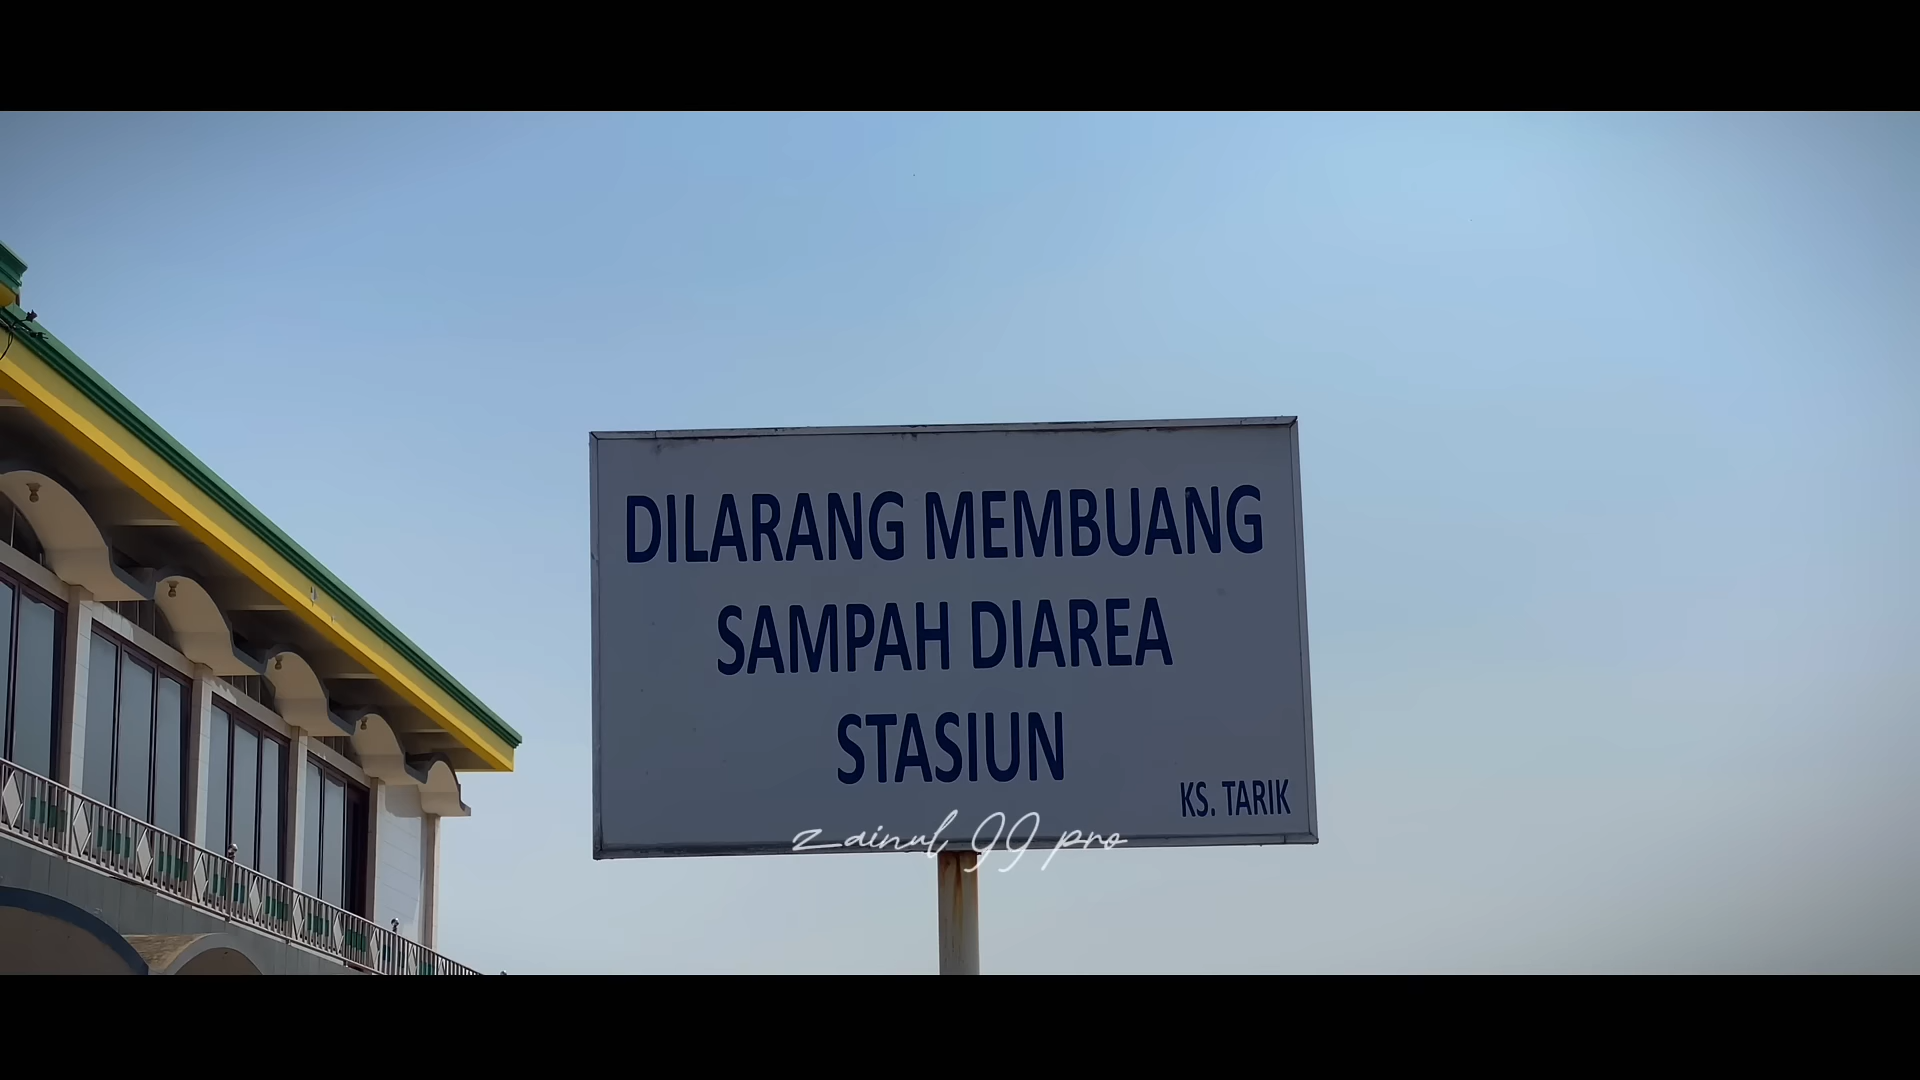 DILARANG MEMBUANG
SAMPAH DIAREA
STASIUN
KS. TARIK
Zainul 99 pro